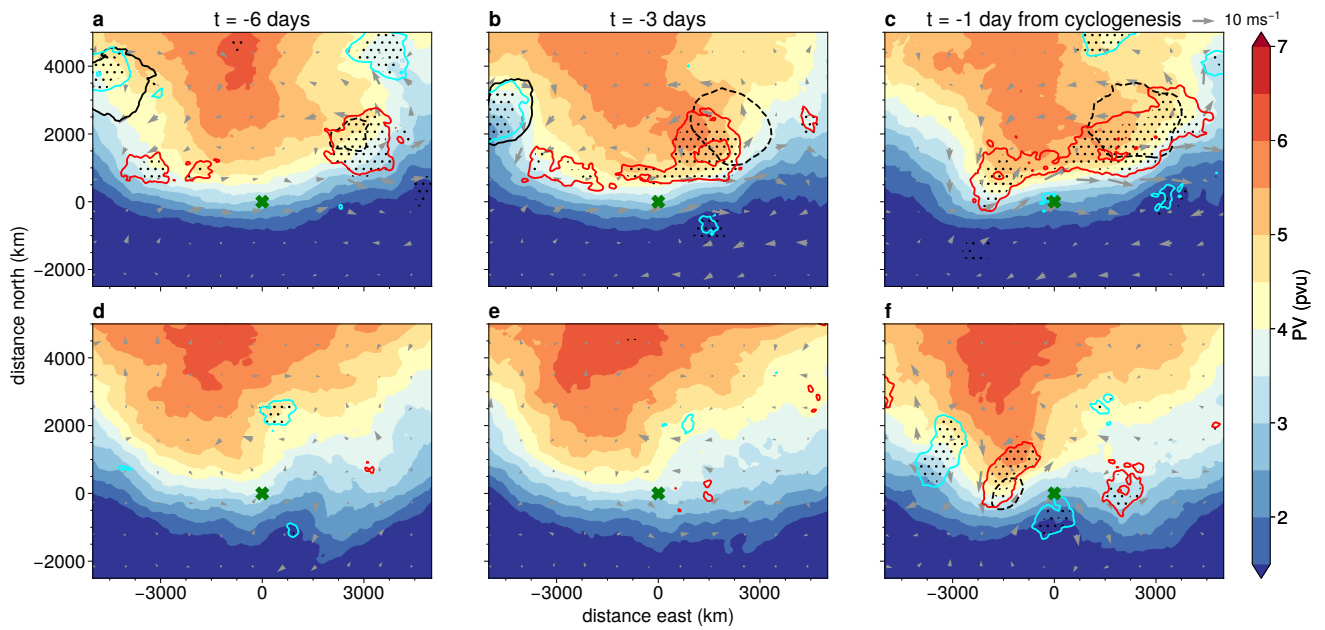 a t = -6 days
b t = -3 days
c t = -1 day from cyclogenesis 10 ms⁻¹
4000
2000
0
−2000
d
e
f
4000
2000
0
−2000
−3000 0 3000
−3000 0 3000
−3000 0 3000
distance east (km)
distance north (km)
7
6
5
4
3
2
PV (pvu)